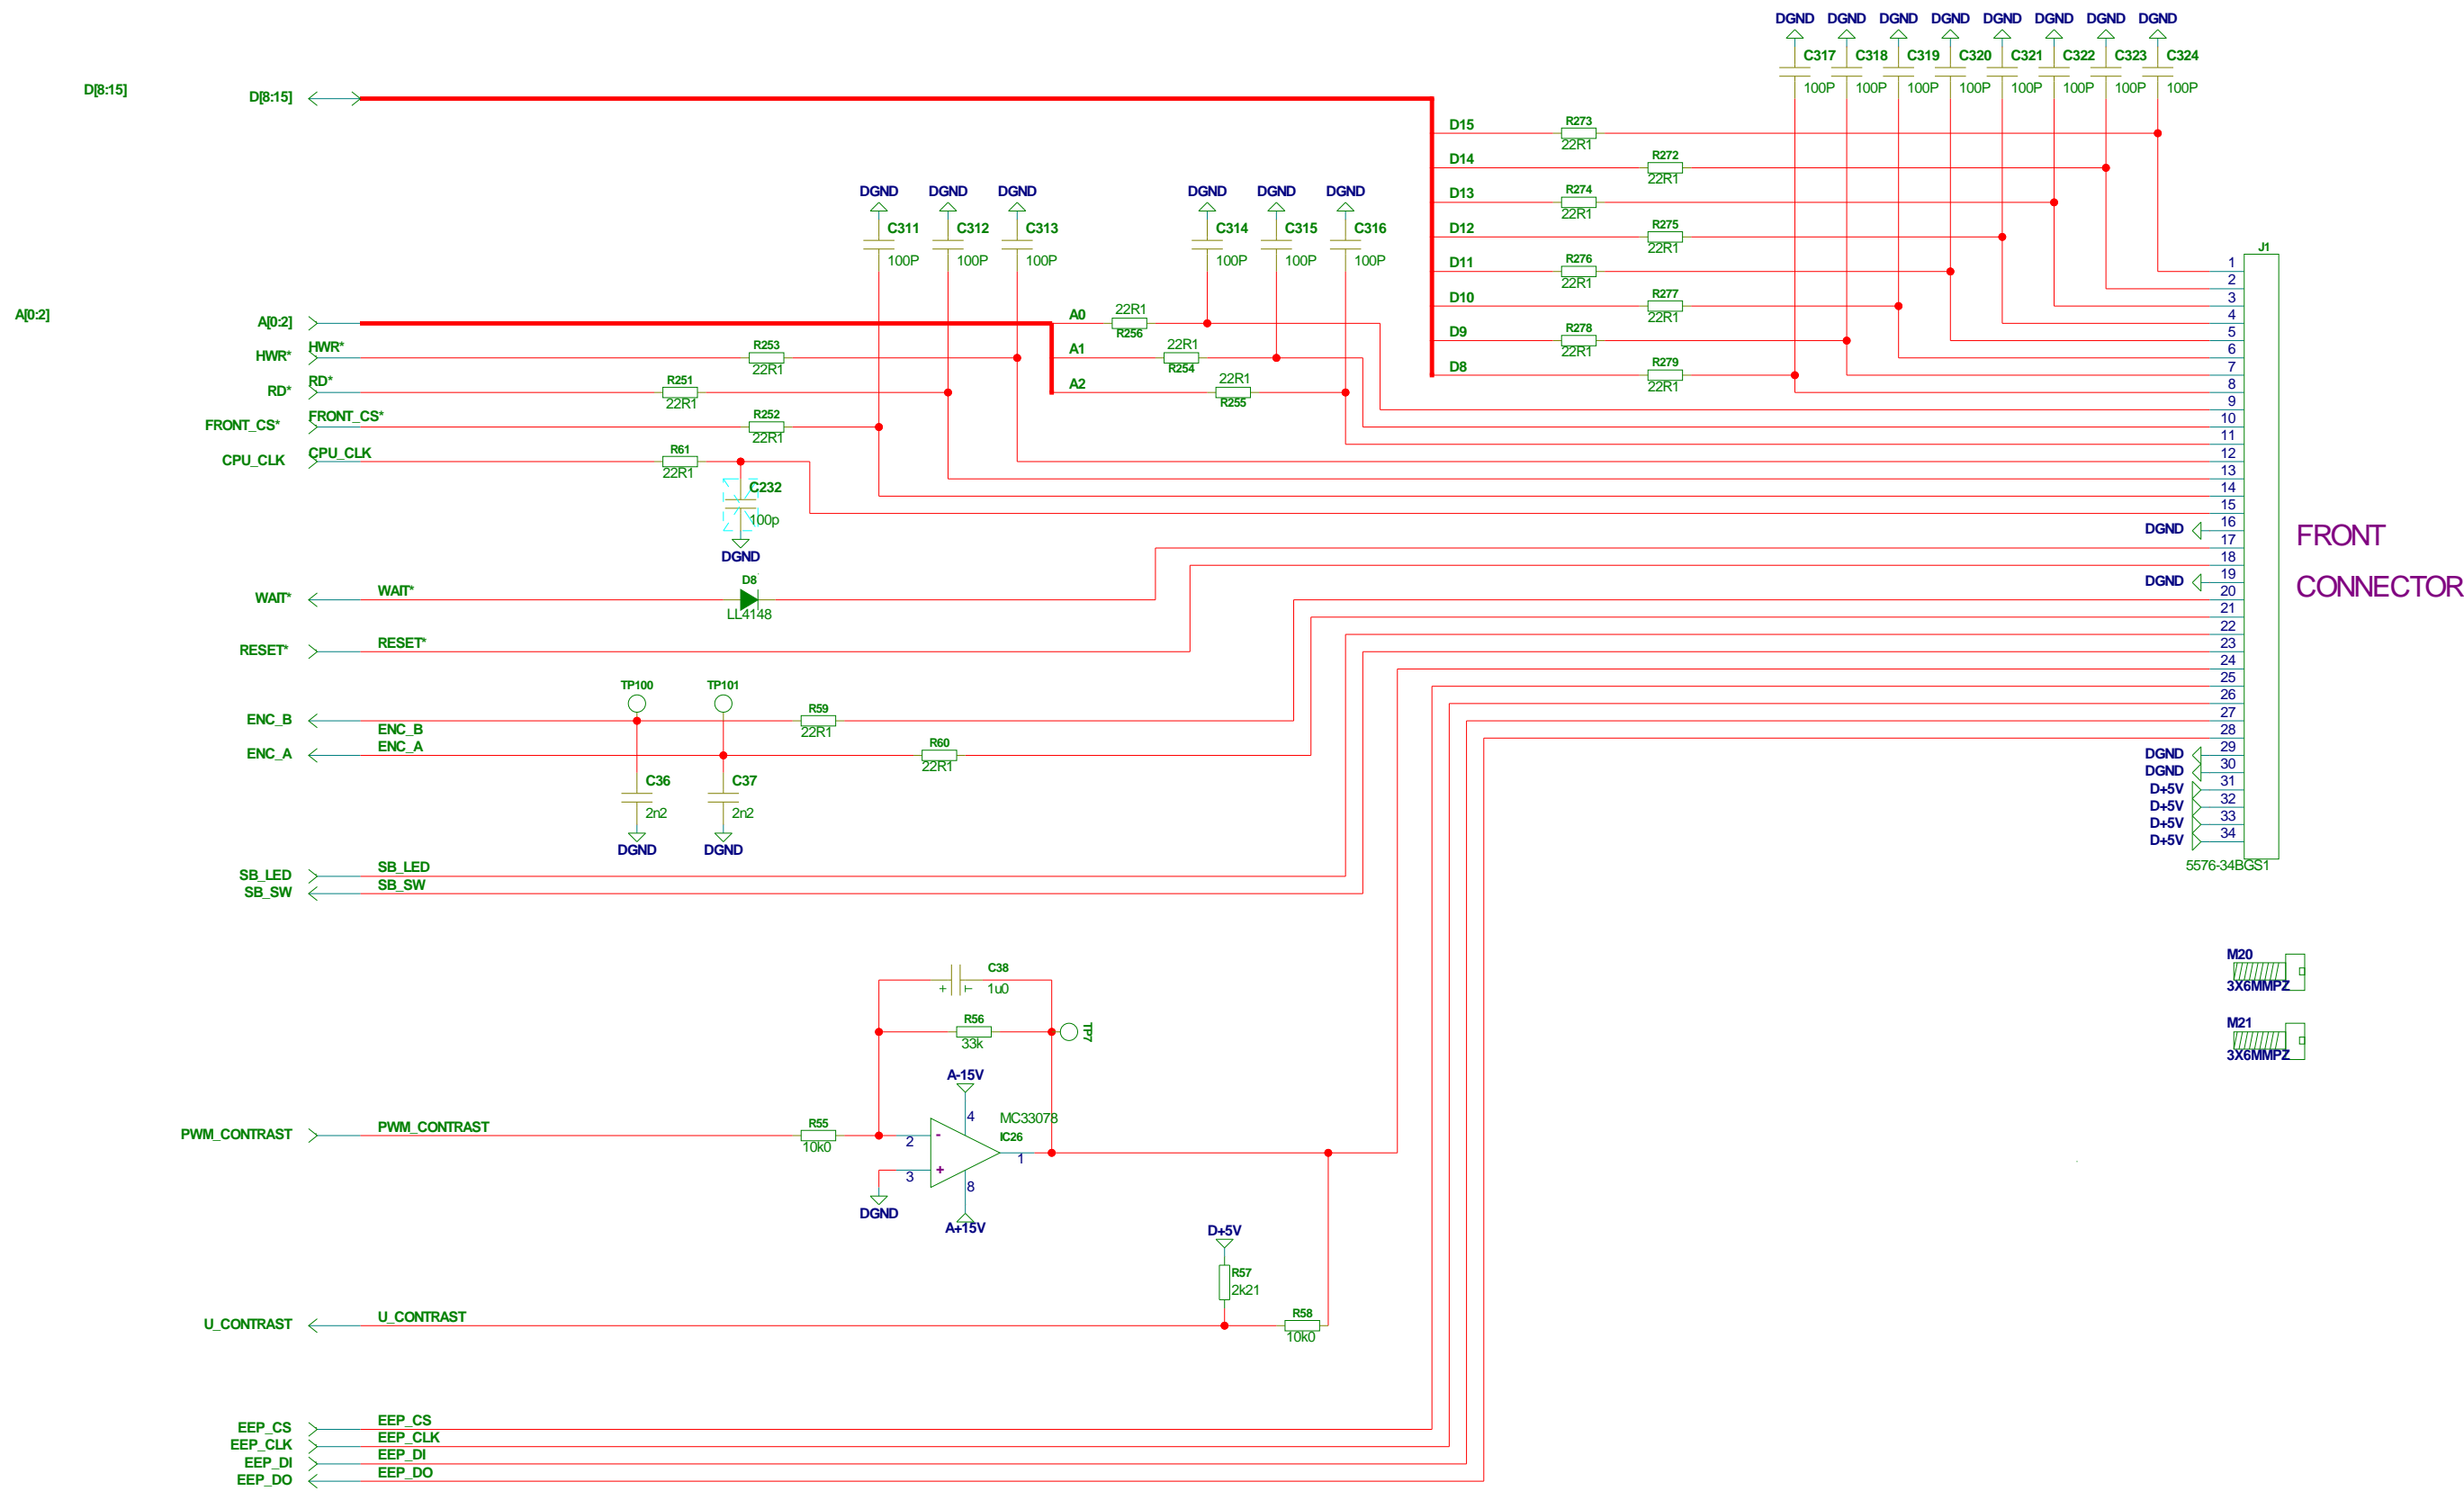 DGND DGND DGND DGND DGND DGND DGND DGND
C317 C318 C319 C320 C321 C322 C323 C324
100P 100P 100P 100P 100P 100P 100P 100P
D[8:15]
D[8:15]
D15 R273
22R1
D14 R272
22R1
D13 R274
22R1
D12 R275
22R1
D11 R276
22R1
D10 R277
22R1
D9 R278
22R1
D8 R279
22R1
DGND DGND DGND DGND DGND DGND
C311 C312 C313 C314 C315 C316
100P 100P 100P 100P 100P 100P
A[0:2]
A[0:2]
A0 22R1
R256
A1 22R1
R254
A2 22R1
R255
HWR* HWR* R253
22R1
RD* RD* R251
22R1
FRONT_CS* FRONT_CS* R252
22R1
CPU_CLK CPU_CLK R61
22R1
C232
100p
DGND
WAIT* WAIT* D8
LL4148
RESET* RESET*
TP100 TP101
ENC_B ENC_B R59
22R1
ENC_A ENC_A R60
22R1
C36 C37
2n2 2n2
DGND DGND
SB_LED SB_LED
SB_SW SB_SW
J1
1
2
3
4
5
6
7
8
9
10
11
12
13
14
15
DGND 16
17
18
DGND 19
20
21
22
23
24
25
26
27
28
DGND 29
DGND 30
D+5V 31
D+5V 32
D+5V 33
D+5V 34
5576-34BGS1
FRONT
CONNECTOR
M20
3X6MMPZ
M21
3X6MMPZ
C38
+ 1u0
R56
33k
TP7
A-15V
4
MC33078
IC26
PWM_CONTRAST PWM_CONTRAST R55
10k0
2 -
3 +
1
8
DGND
A+15V
D+5V
R57
2k21
U_CONTRAST U_CONTRAST R58
10k0
EEP_CS EEP_CS
EEP_CLK EEP_CLK
EEP_DI EEP_DI
EEP_DO EEP_DO